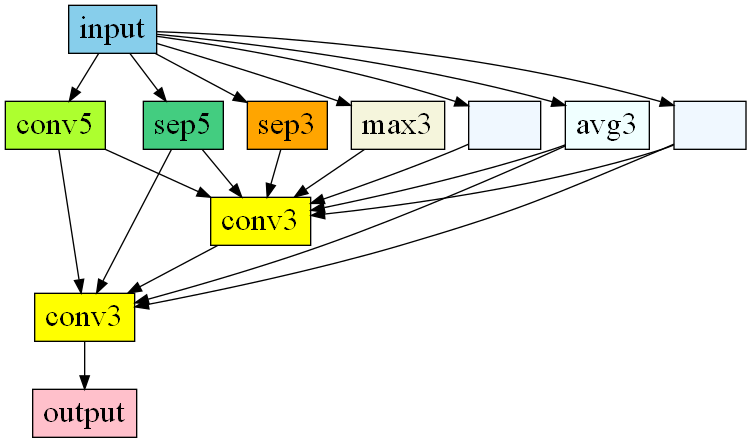 input
conv5
sep5
sep3
max3
avg3
conv3
conv3
output